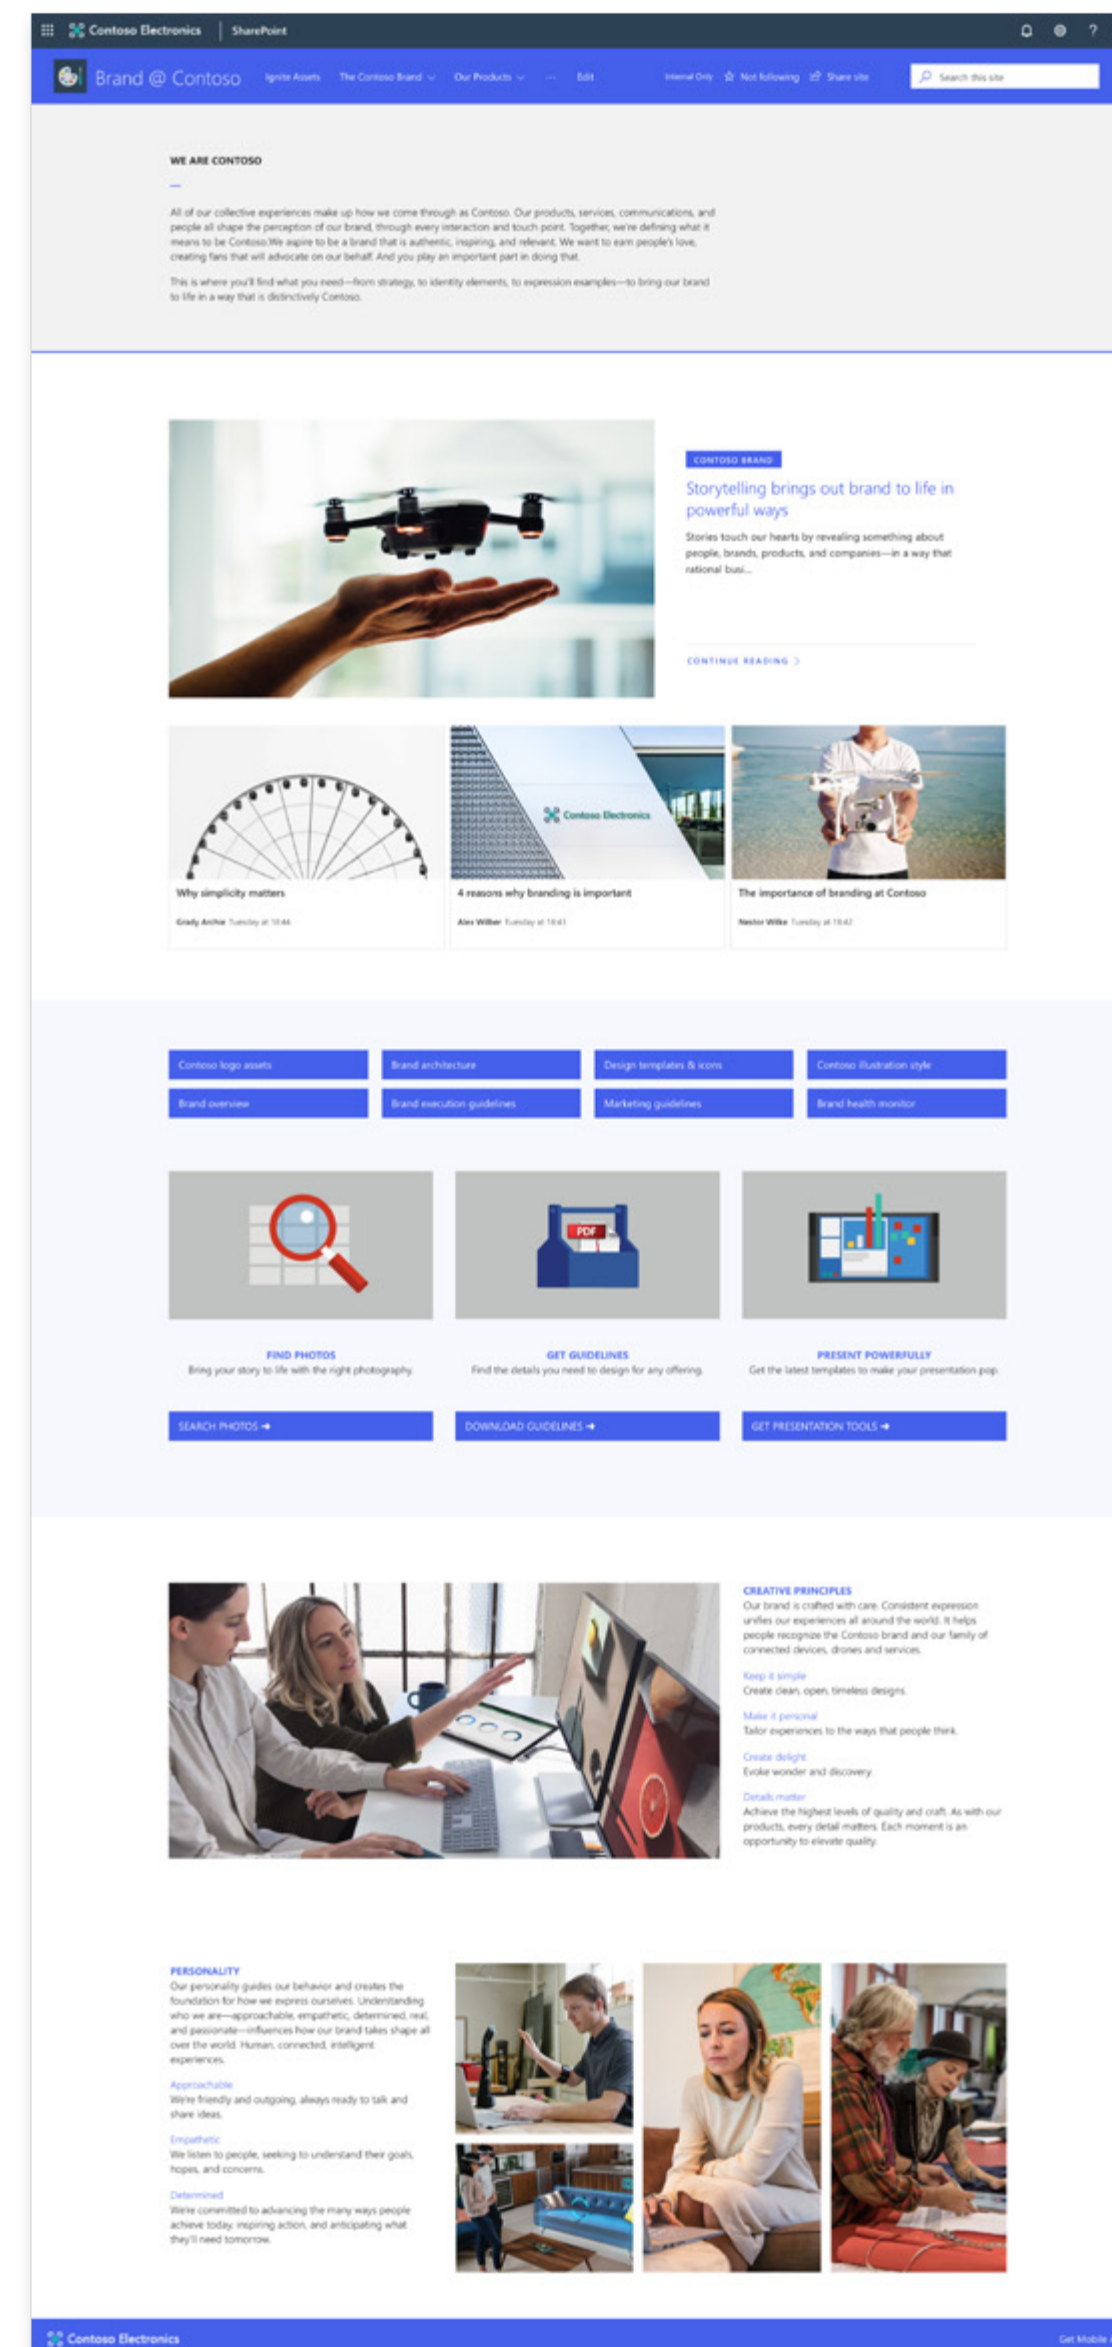 Contoso Electronics SharePoint ?
Brand @ Contoso Ignite Assets The Contoso Brand Our Products ... Edit Internal Only Not following Share site Search this site
WE ARE CONTOSO
All of our collective experiences make up how we come through as Contoso. Our products, services, communications, and
people all shape the perception of our brand, through every interaction and touch point. Together, we're defining what it
means to be Contoso.We aspire to be a brand that is authentic, inspiring, and relevant. We want to earn people's love,
creating fans that will advocate on our behalf. And you play an important part in doing that.
This is where you'll find what you need—from strategy, to identity elements, to expression examples—to bring our brand
to life in a way that is distinctively Contoso.
CONTOSO BRAND
Storytelling brings out brand to life in
powerful ways
Stories touch our hearts by revealing something about
people, brands, products, and companies—in a way that
rational busi...
CONTINUE READING >
Contoso Electronics
Why simplicity matters
Grady Archie Tuesday at 18:44
4 reasons why branding is important
Alex Wilber Tuesday at 18:43
The importance of branding at Contoso
Nestor Wilke Tuesday at 18:42
Contoso logo assets
Brand architecture
Design templates & icons
Contoso illustration style
Brand overview
Brand execution guidelines
Marketing guidelines
Brand health monitor
PDF
FIND PHOTOS
Bring your story to life with the right photography.
SEARCH PHOTOS ➔
GET GUIDELINES
Find the details you need to design for any offering.
DOWNLOAD GUIDELINES ➔
PRESENT POWERFULLY
Get the latest templates to make your presentation pop.
GET PRESENTATION TOOLS ➔
CREATIVE PRINCIPLES
Our brand is crafted with care. Consistent expression
unifies our experiences all around the world. It helps
people recognize the Contoso brand and our family of
connected devices, drones and services.
Keep it simple
Create clean, open, timeless designs.
Make it personal
Tailor experiences to the ways that people think.
Create delight
Evoke wonder and discovery.
Details matter
Achieve the highest levels of quality and craft. As with our
products, every detail matters. Each moment is an
opportunity to elevate quality.
PERSONALITY
Our personality guides our behavior and creates the
foundation for how we express ourselves. Understanding
who we are—approachable, empathetic, determined, real,
and passionate—influences how our brand takes shape all
over the world. Human, connected, intelligent
experiences.
Approachable
We're friendly and outgoing, always ready to talk and
share ideas.
Empathetic
We listen to people, seeking to understand their goals,
hopes, and concerns.
Determined
We're committed to advancing the many ways people
achieve today, inspiring action, and anticipating what
they'll need tomorrow.
Contoso Electronics
Get Mobile